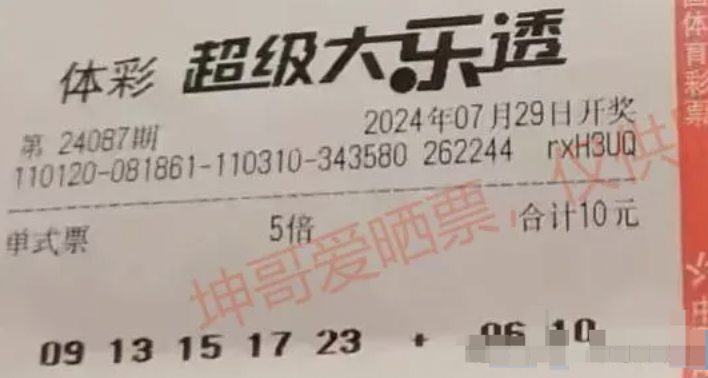 体彩 超级大乐透
第 24087期 2024年07月29日开奖
110120-081861-110310-343580 262244 rxH3UQ
单式票 5倍 合计10元
09 13 15 17 23 + 06 10
坤哥爱晒票，仅供
国体育彩票